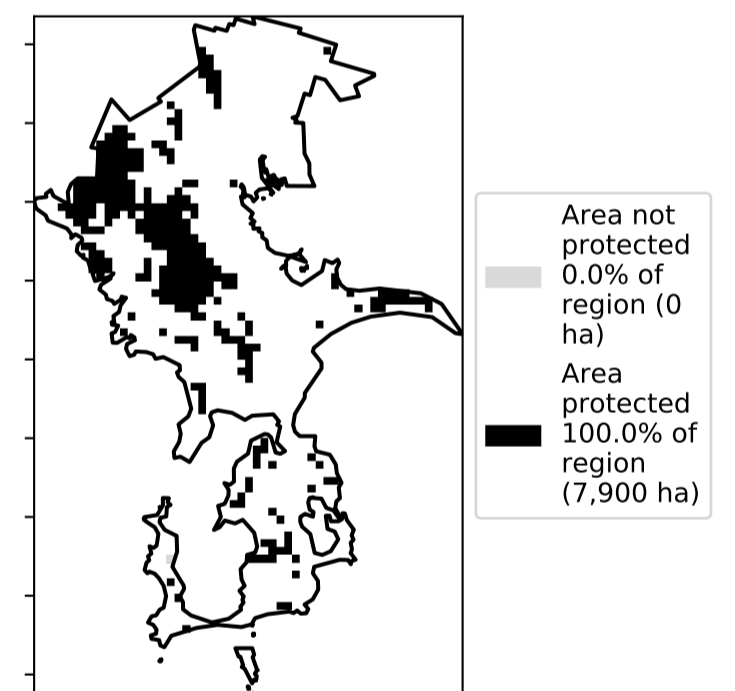 Area not
protected
0.0% of
region (0
ha)
Area
protected
100.0% of
region
(7,900 ha)